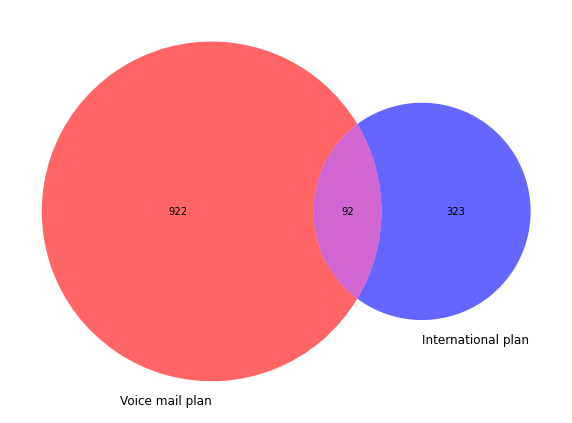 922
92
323
International plan
Voice mail plan